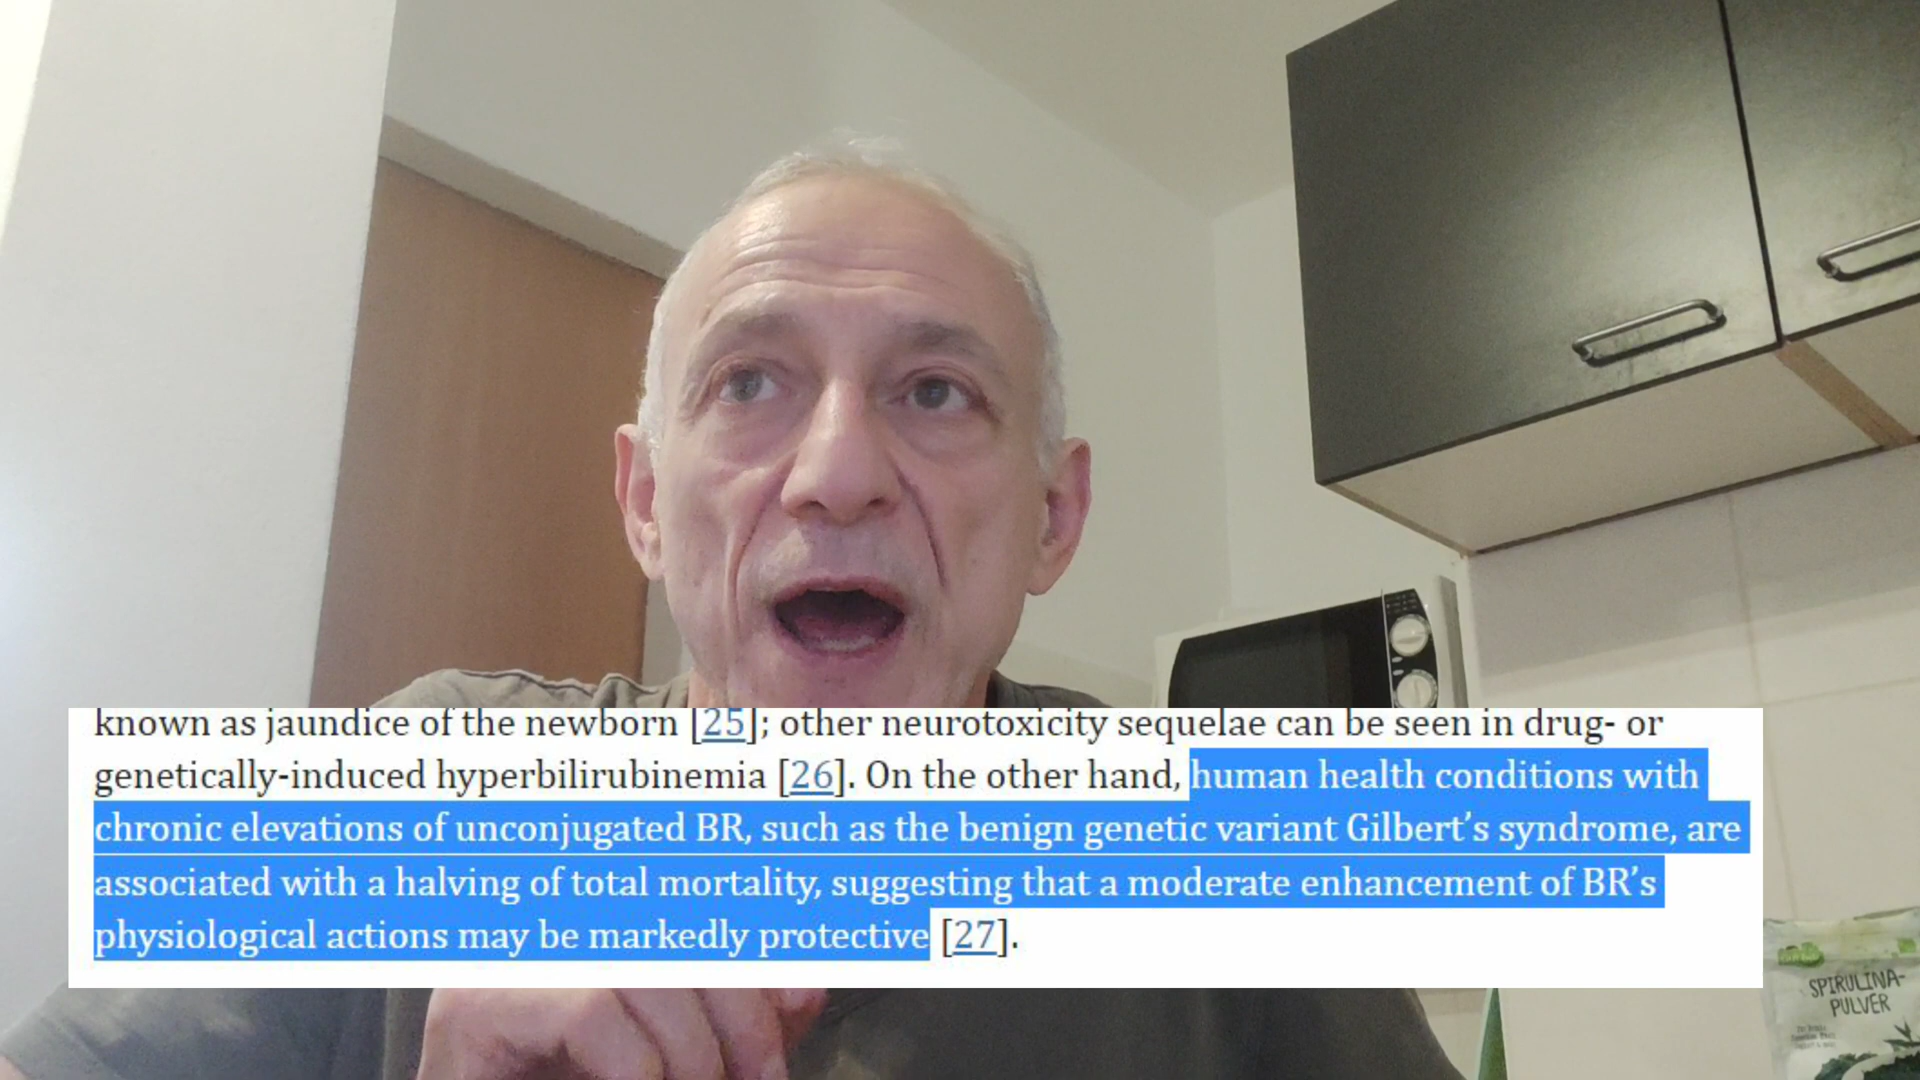 known as jaundice of the newborn [25]; other neurotoxicity sequelae can be seen in drug- or
genetically-induced hyperbilirubinemia [26]. On the other hand, human health conditions with
chronic elevations of unconjugated BR, such as the benign genetic variant Gilbert’s syndrome, are
associated with a halving of total mortality, suggesting that a moderate enhancement of BR’s
physiological actions may be markedly protective [27].
SPIRULINA-
PULVER